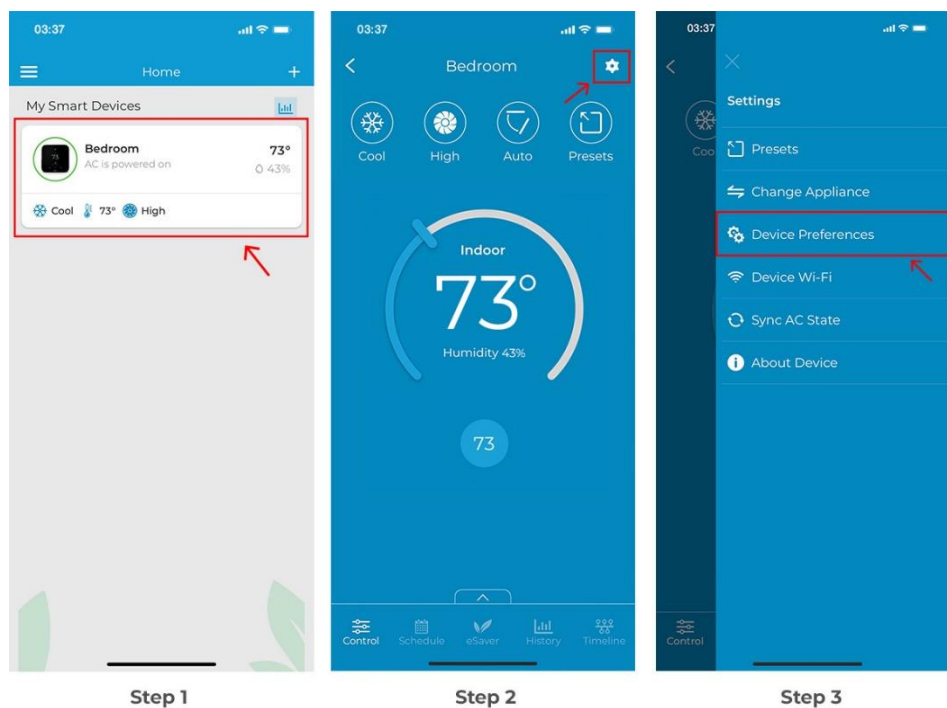 03:37
Home
My Smart Devices
73
Bedroom
AC is powered on
73°
43%
Cool 73° High
Step 1
03:37
Bedroom
Cool High Auto Presets
Indoor
73°
Humidity 43%
73
Control Schedule eSaver History Timeline
Step 2
03:37
Settings
Coo
Presets
Change Appliance
Device Preferences
Device Wi-Fi
Sync AC State
About Device
Control
Step 3